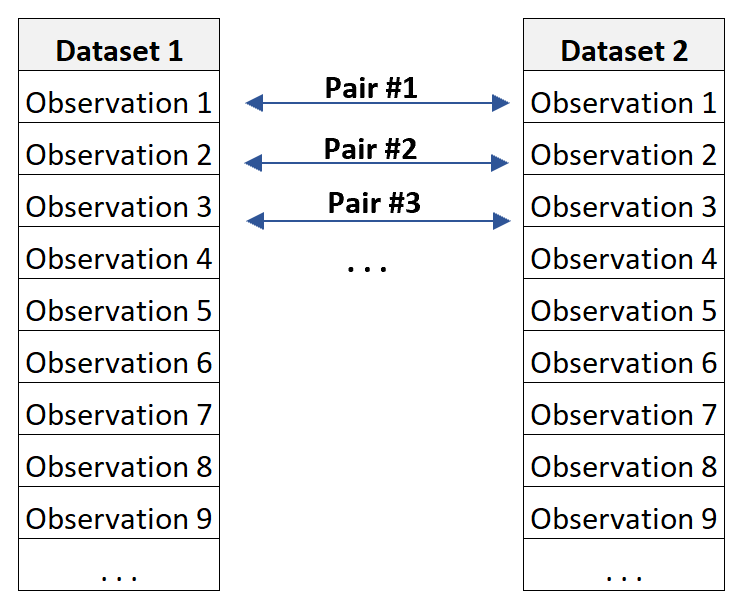 Dataset 1
Observation 1
Observation 2
Observation 3
Observation 4
Observation 5
Observation 6
Observation 7
Observation 8
Observation 9
. . .
Pair #1
Pair #2
Pair #3
. . .
Dataset 2
Observation 1
Observation 2
Observation 3
Observation 4
Observation 5
Observation 6
Observation 7
Observation 8
Observation 9
. . .